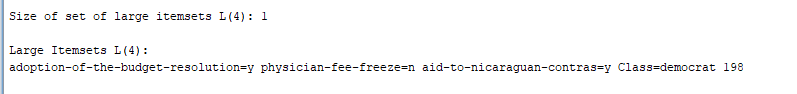 Size of set of large itemsets L(4): 1
Large Itemsets L(4):
adoption-of-the-budget-resolution=y physician-fee-freeze=n aid-to-nicaraguan-contras=y Class=democrat 198